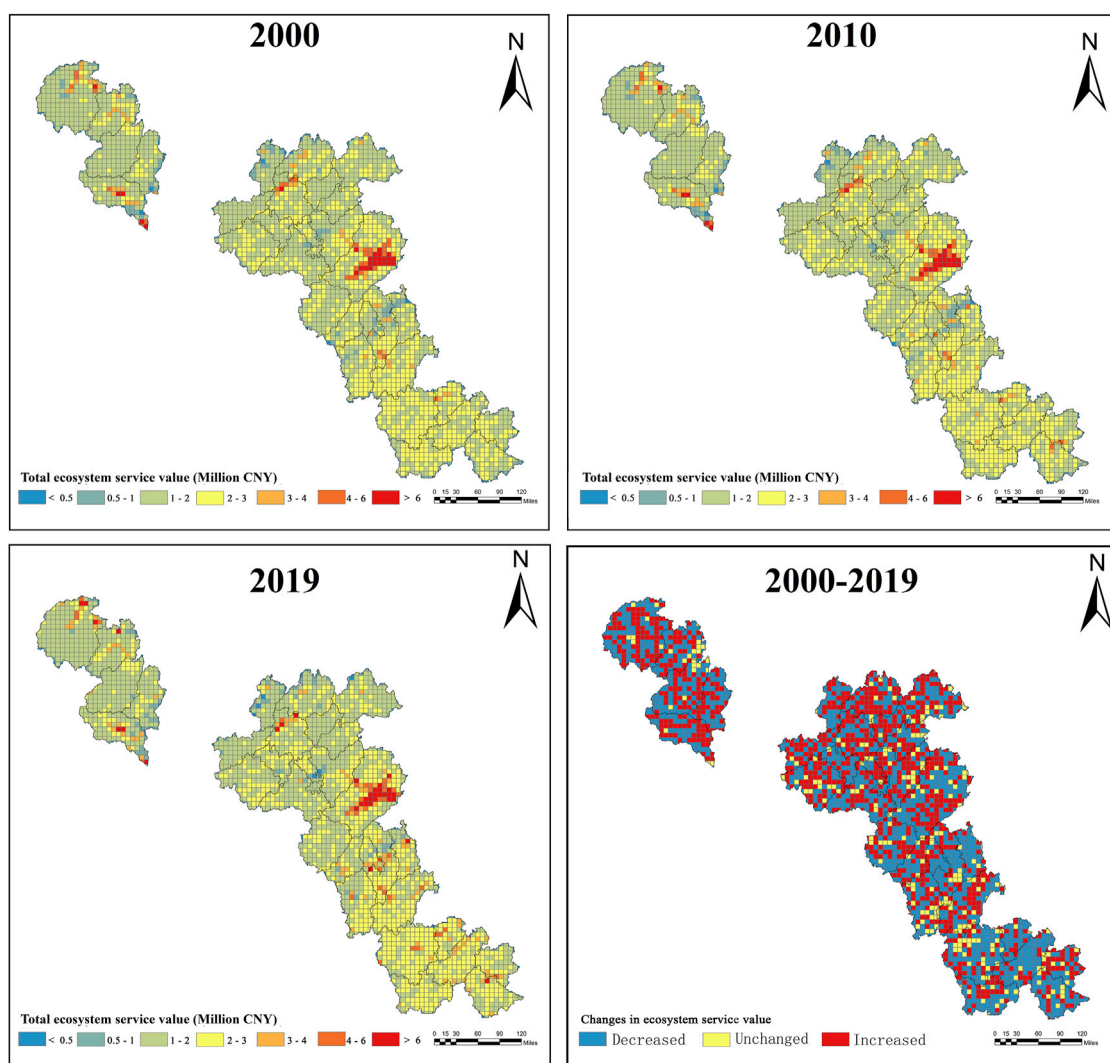 2000
N
Total ecosystem service value (Million CNY)
< 0.5 0.5 - 1 1 - 2 2 - 3 3 - 4 4 - 6 > 6
0 15 30 60 90 120
Miles
2010
N
Total ecosystem service value (Million CNY)
< 0.5 0.5 - 1 1 - 2 2 - 3 3 - 4 4 - 6 > 6
0 15 30 60 90 120
Miles
2019
N
Total ecosystem service value (Million CNY)
< 0.5 0.5 - 1 1 - 2 2 - 3 3 - 4 4 - 6 > 6
0 15 30 60 90 120
Miles
2000-2019
N
Changes in ecosystem service value
Decreased Unchanged Increased
0 15 30 60 90 120
Miles